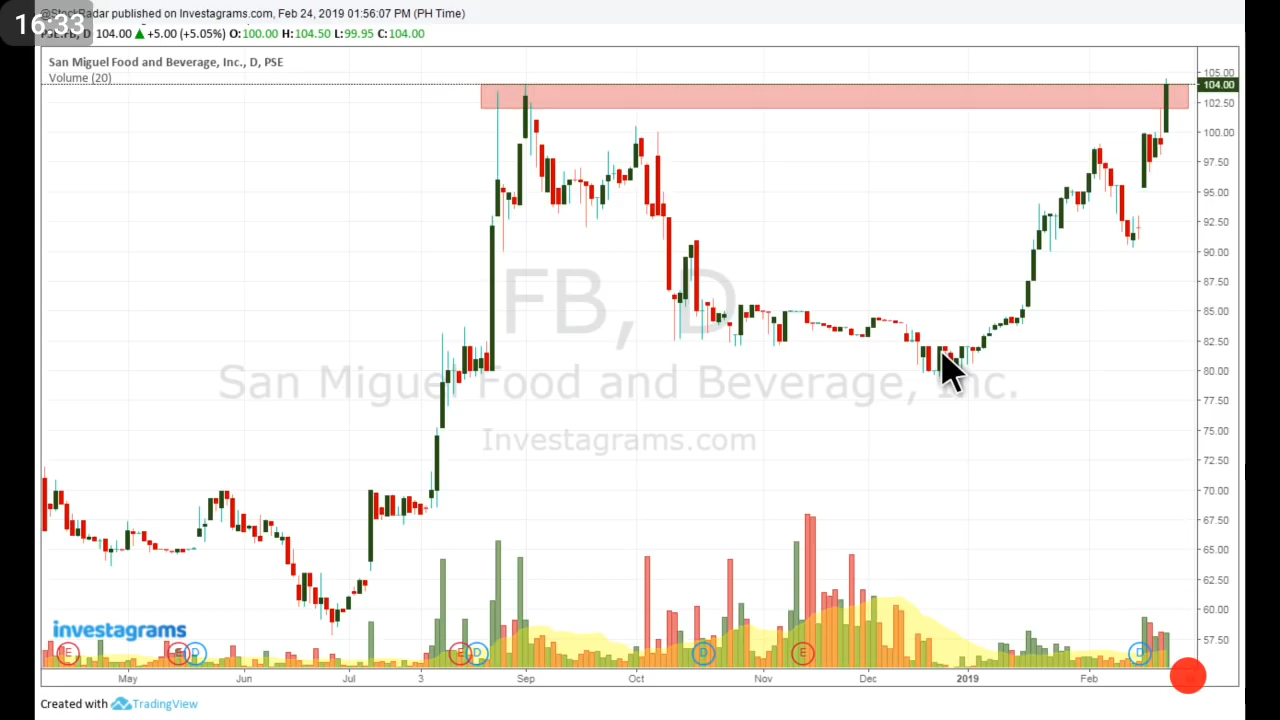 @StockRadar published on Investagrams.com, Feb 24, 2019 01:56:07 PM (PH Time)
16:33
PSE:FB, D 104.00 ▲ +5.00 (+5.05%) O:100.00 H:104.50 L:99.95 C:104.00
San Miguel Food and Beverage, Inc., D, PSE
Volume (20)
105.00
104.00
102.50
100.00
97.50
95.00
92.50
90.00
87.50
85.00
82.50
80.00
77.50
75.00
72.50
70.00
67.50
65.00
62.50
60.00
57.50
FB, D
San Miguel Food and Beverage, Inc.
Investagrams.com
investagrams
E E D E D D E D
May Jun Jul 3 Sep Oct Nov Dec 2019 Feb
Created with TradingView